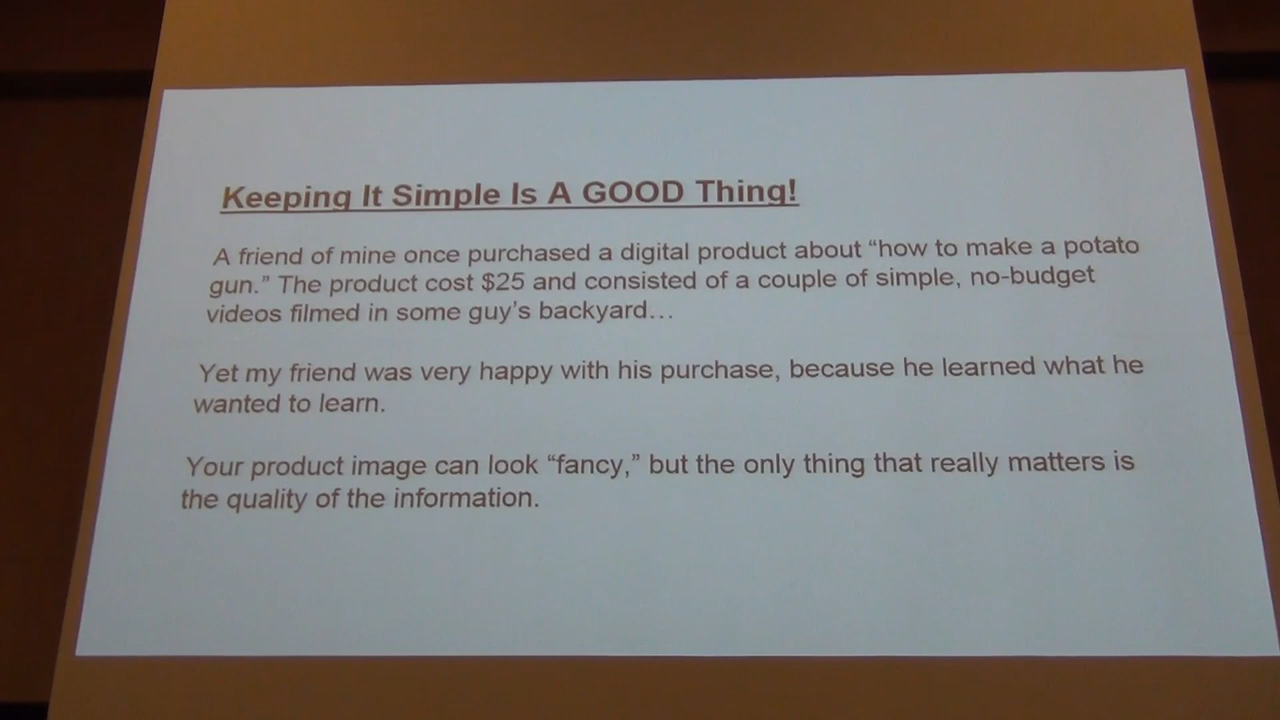 Keeping It Simple Is A GOOD Thing!
A friend of mine once purchased a digital product about “how to make a potato
gun.” The product cost $25 and consisted of a couple of simple, no-budget
videos filmed in some guy’s backyard…
Yet my friend was very happy with his purchase, because he learned what he
wanted to learn.
Your product image can look “fancy,” but the only thing that really matters is
the quality of the information.